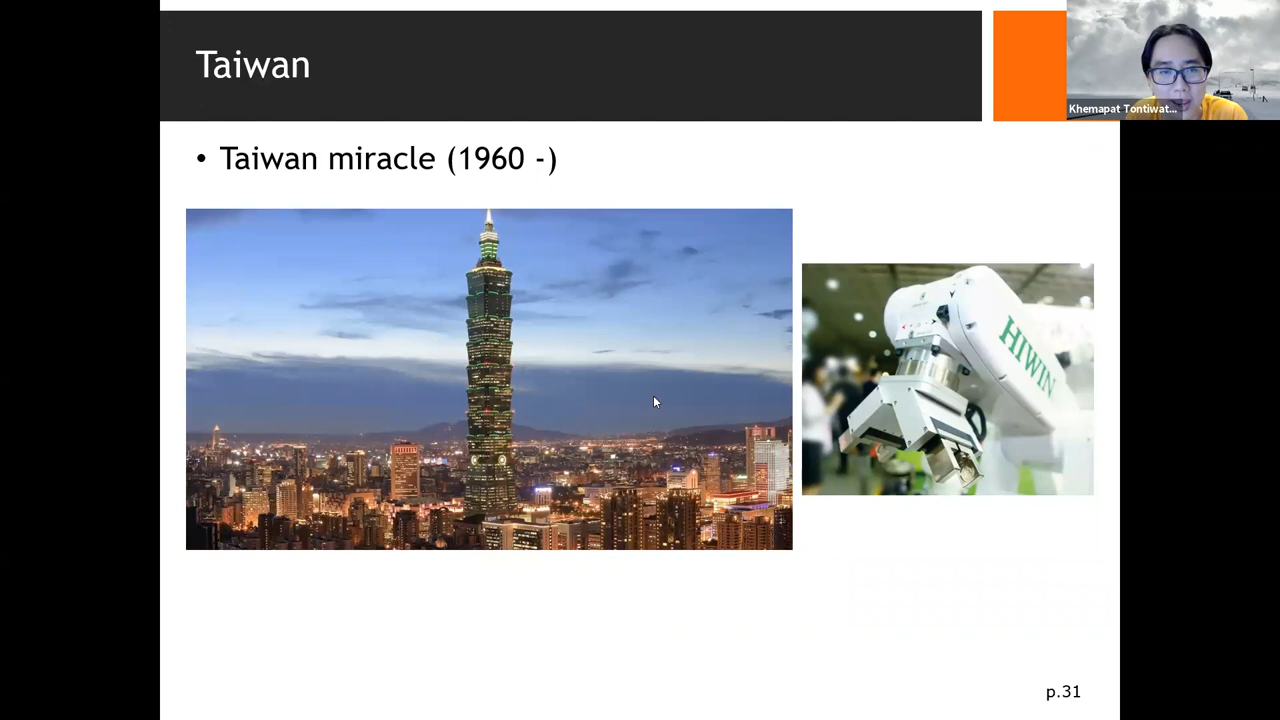 Taiwan
Khemapat Tontiwat...
• Taiwan miracle (1960 -)
HIWIN
p.31